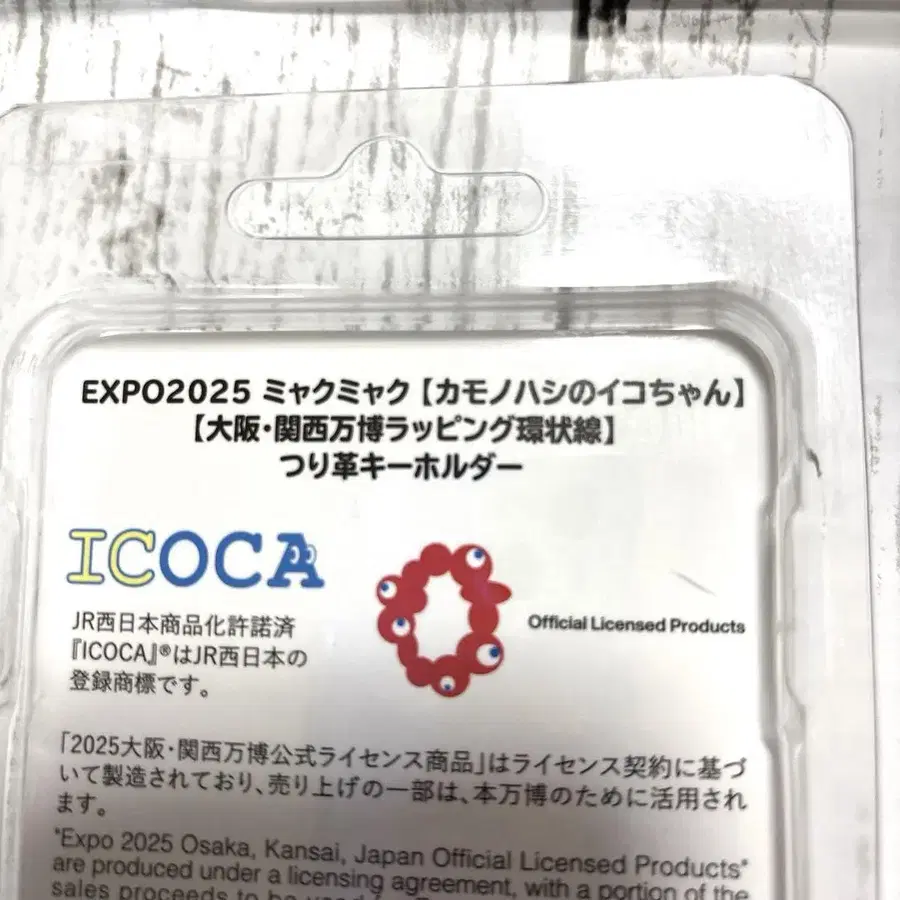 EXPO2025 ミャクミャク【カモノハシのイコちゃん】
【大阪・関西万博ラッピング環状線】
つり革キーホルダー
ICOCA
JR西日本商品化許諾済
『ICOCA』®はJR西日本の
登録商標です。
Official Licensed Products
「2025大阪・関西万博公式ライセンス商品」はライセンス契約に基づ
いて製造されており、売り上げの一部は、本万博のために活用され
ます。
"Expo 2025 Osaka, Kansai, Japan Official Licensed Products"
are produced under a licensing agreement, with a portion of the
sales proceeds to be used